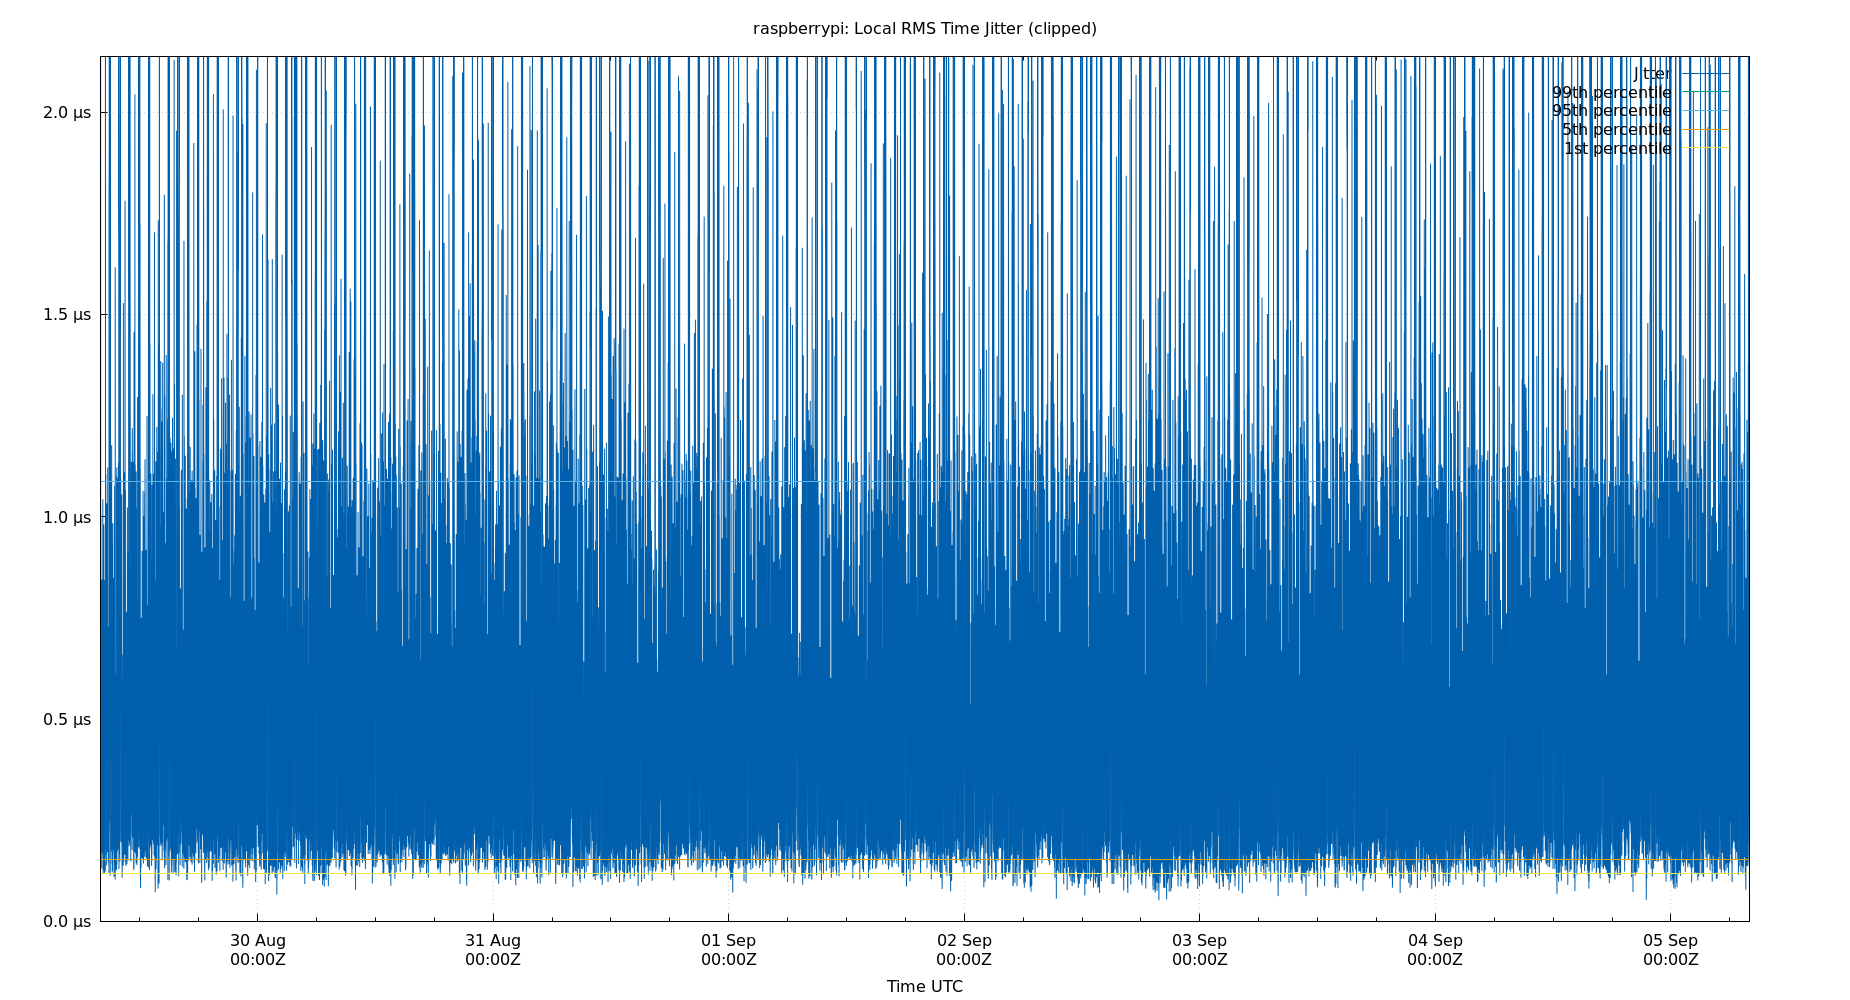 raspberrypi: Local RMS Time Jitter (clipped)
Jitter
99th percentile
95th percentile
5th percentile
1st percentile
2.0 µs
1.5 µs
1.0 µs
0.5 µs
0.0 µs
30 Aug 31 Aug 01 Sep 02 Sep 03 Sep 04 Sep 05 Sep
00:00Z 00:00Z 00:00Z 00:00Z 00:00Z 00:00Z 00:00Z
Time UTC